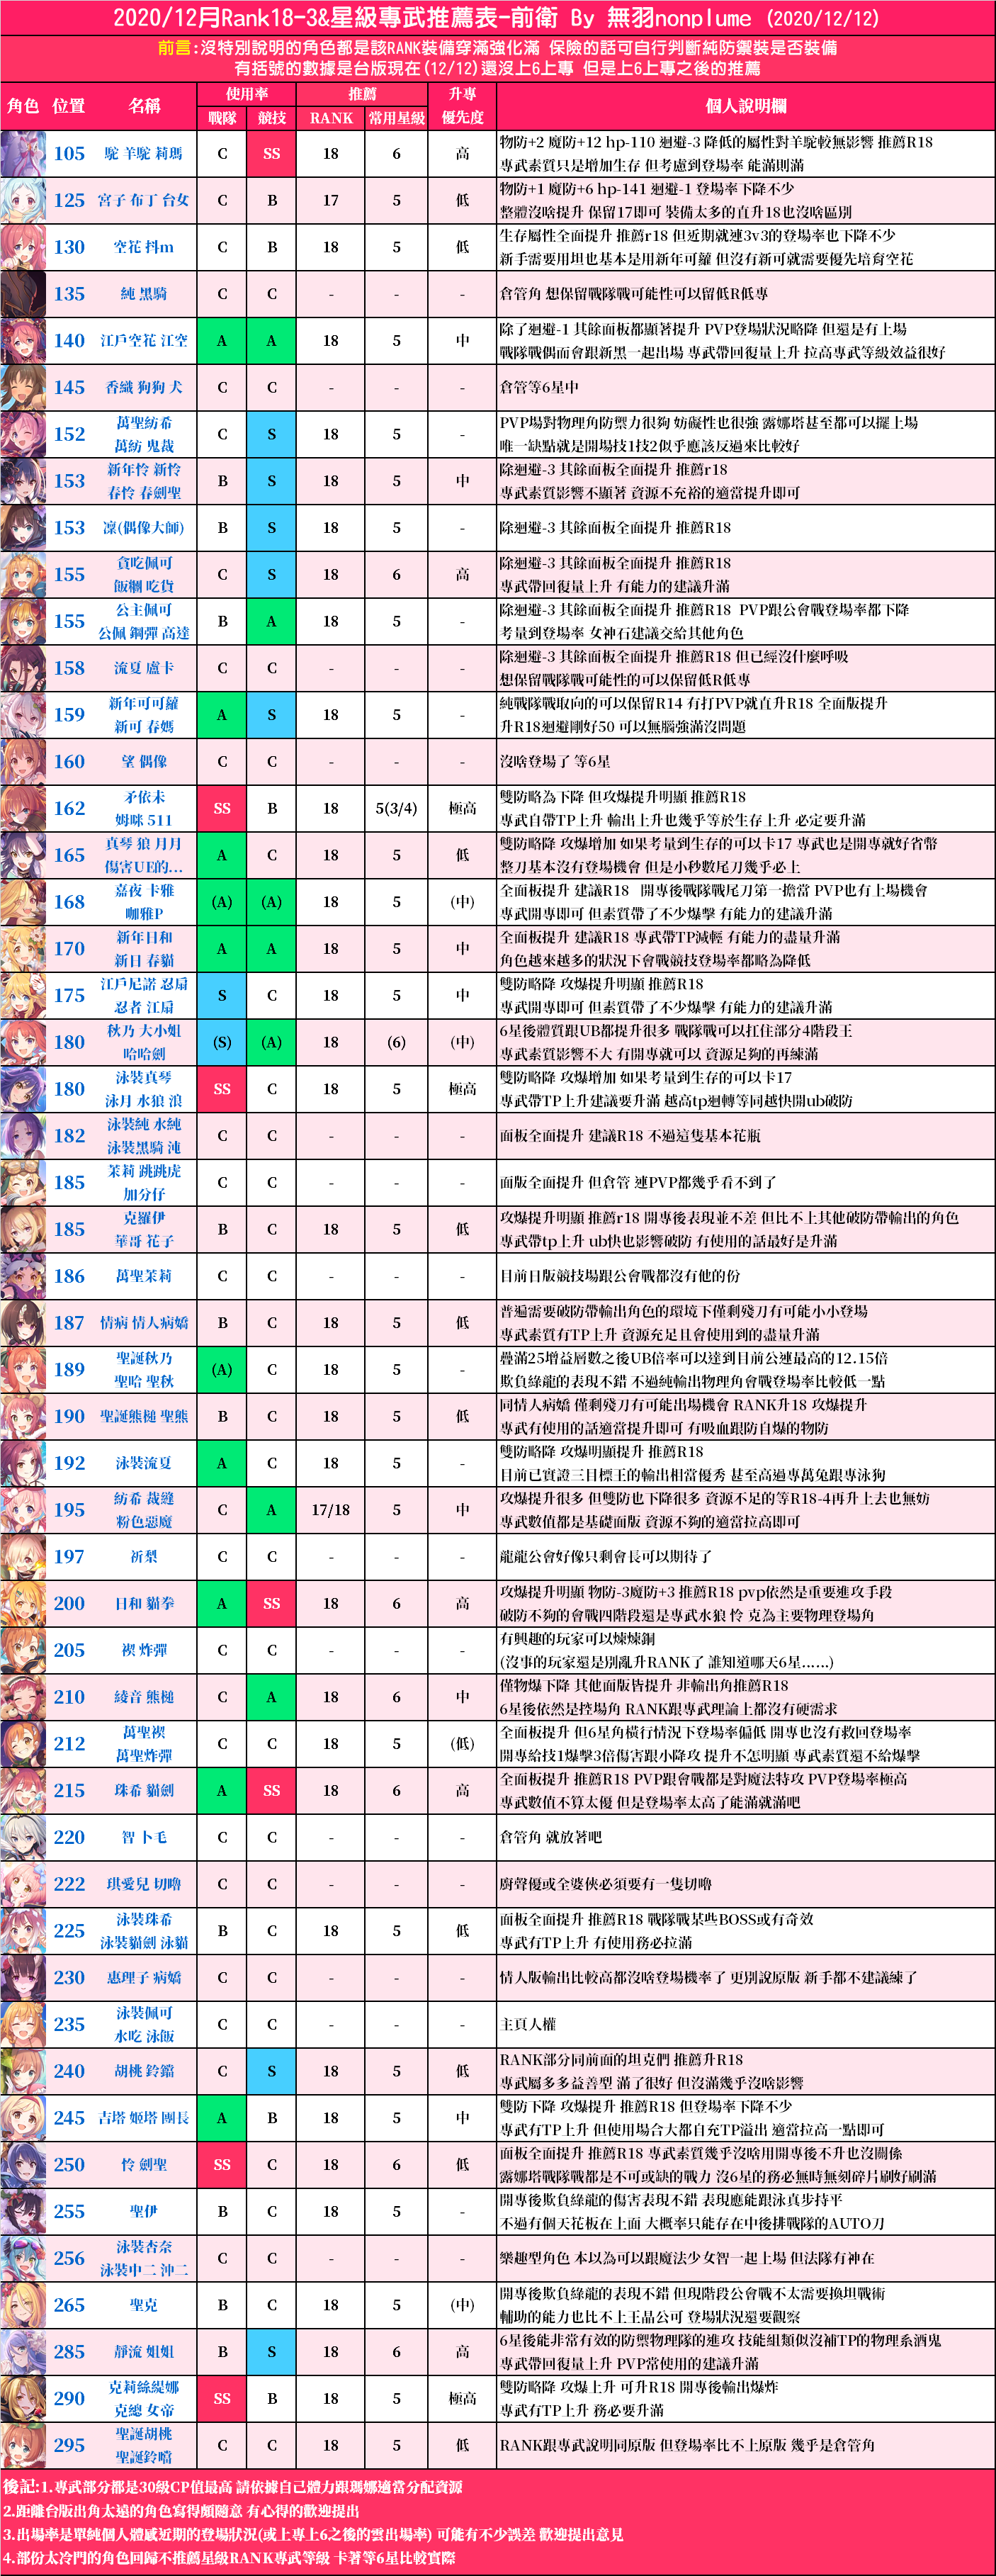 2020/12月Rank18-3&星級專武推薦表-前衛 By 無羽nonplume (2020/12/12)
前言:沒特別說明的角色都是該RANK裝備穿滿強化滿 保險的話可自行判斷純防禦裝是否裝備
有括號的數據是台版現在(12/12)還沒上6上專 但是上6上專之後的推薦
角色 位置 名稱 使用率 推薦 升專 個人說明欄
戰隊 競技 RANK 常用星級 優先度
105 駝 羊駝 莉瑪 C SS 18 6 高
物防+2 魔防+12 hp-110 迴避-3 降低的屬性對羊駝較無影響 推薦R18
專武素質只是增加生存 但考慮到登場率 能滿則滿
125 宮子 布丁 台女 C B 17 5 低
物防+1 魔防+6 hp-141 迴避-1 登場率下降不少
整體沒啥提升 保留17即可 裝備太多的直升18也沒啥區別
130 空花 抖m C B 18 5 低
生存屬性全面提升 推薦r18 但近期就連3v3的登場率也下降不少
新手需要用坦也基本是用新年可蘿 但沒有新可就需要優先培育空花
135 純 黑騎 C C - - - 倉管角 想保留戰隊戰可能性可以留低R低專
140 江戶空花 江空 A A 18 5 中
除了迴避-1 其餘面板都顯著提升 PVP登場狀況略降 但還是有上場
戰隊戰偶而會跟新黑一起出場 專武帶回復量上升 拉高專武等級效益很好
145 香織 狗狗 犬 C C - - - 倉管等6星中
152 萬聖紡希 C S 18 5 -
萬紡 鬼裁
PVP場對物理角防禦力很夠 妨礙性也很強 露娜塔甚至都可以擺上場
唯一缺點就是開場技1技2似乎應該反過來比較好
153 新年怜 新怜 B S 18 5 中
春怜 春劍聖
除迴避-3 其餘面板全面提升 推薦r18
專武素質影響不顯著 資源不充裕的適當提升即可
153 凜(偶像大師) B S 18 5 - 除迴避-3 其餘面板全面提升 推薦R18
155 貪吃佩可 C S 18 6 高
飯糰 吃貨
除迴避-3 其餘面板全面提升 推薦R18
專武帶回復量上升 有能力的建議升滿
155 公主佩可 B A 18 5 -
公佩 鋼彈 高達
除迴避-3 其餘面板全面提升 推薦R18 PVP跟公會戰登場率都下降
考量到登場率 女神石建議交給其他角色
158 流夏 盧卡 C C - - -
除迴避-3 其餘面板全面提升 推薦R18 但已經沒什麼呼吸
想保留戰隊戰可能性的可以保留低R低專
159 新年可可蘿 A S 18 5 -
新可 春媽
純戰隊戰取向的可以保留R14 有打PVP就直升R18 全面版提升
升R18迴避剛好50 可以無腦強滿沒問題
160 望 偶像 C C - - - 沒啥登場了 等6星
162 矛依未 SS B 18 5(3/4) 極高
姆咪 511
雙防略為下降 但攻爆提升明顯 推薦R18
專武自帶TP上升 輸出上升也幾乎等於生存上升 必定要升滿
165 真琴 狼 月月 A C 18 5 低
傷害UE的...
雙防略降 攻爆增加 如果考量到生存的可以卡17 專武也是開專就好省幣
整刀基本沒有登場機會 但是小秒數尾刀幾乎必上
168 嘉夜 卡雅 (A) (A) 18 5 (中)
咖雅P
全面板提升 建議R18 開專後戰隊戰尾刀第一擔當 PVP也有上場機會
專武開專即可 但素質帶了不少爆擊 有能力的建議升滿
170 新年日和 A A 18 5 中
新日 春貓
全面板提升 建議R18 專武帶TP減輕 有能力的盡量升滿
角色越來越多的狀況下會戰競技登場率都略為降低
175 江戶尼諾 忍扇 S C 18 5 中
忍者 江扇
雙防略降 攻爆提升明顯 推薦R18
專武開專即可 但素質帶了不少爆擊 有能力的建議升滿
180 秋乃 大小姐 (S) (A) 18 (6) (中)
哈哈劍
6星後體質跟UB都提升很多 戰隊戰可以扛住部分4階段王
專武素質影響不大 有開專就可以 資源足夠的再練滿
180 泳裝真琴 SS C 18 5 極高
泳月 水狼 浪
雙防略降 攻爆增加 如果考量到生存的可以卡17
專武帶TP上升建議要升滿 越高tp迴轉等同越快開ub破防
182 泳裝純 水純 C C - - -
泳裝黑騎 沌
面板全面提升 建議R18 不過這隻基本花瓶
185 茉莉 跳跳虎 C C - - -
加分仔
面版全面提升 但倉管 連PVP都幾乎看不到了
185 克羅伊 B C 18 5 低
華哥 花子
攻爆提升明顯 推薦r18 開專後表現並不差 但比不上其他破防帶輸出的角色
專武帶tp上升 ub快也影響破防 有使用的話最好是升滿
186 萬聖茉莉 C C - - - 目前日版競技場跟公會戰都沒有他的份
187 情病 情人病嬌 B C 18 5 低
普遍需要破防帶輸出角色的環境下僅剩殘刀有可能小小登場
專武素質有TP上升 資源充足且會使用到的盡量升滿
189 聖誕秋乃 (A) C 18 5 -
聖哈 聖秋
疊滿25增益層數之後UB倍率可以達到目前公連最高的12.15倍
欺負綠龍的表現不錯 不過純輸出物理角會戰登場率比較低一點
190 聖誕熊槌 聖熊 B C 18 5 低
同情人病嬌 僅剩殘刀有可能出場機會 RANK升18 攻爆提升
專武有使用的話適當提升即可 有吸血跟防自爆的物防
192 泳裝流夏 A C 18 5 -
雙防略降 攻爆明顯提升 推薦R18
目前已實證三目標王的輸出相當優秀 甚至高過專萬兔跟專泳狗
195 紡希 裁縫 C A 17/18 5 中
粉色惡魔
攻爆提升很多 但雙防也下降很多 資源不足的等R18-4再升上去也無妨
專武數值都是基礎面版 資源不夠的適當拉高即可
197 祈梨 C C - - - 龍龍公會好像只剩會長可以期待了
200 日和 貓拳 A SS 18 6 高
攻爆提升明顯 物防-3魔防+3 推薦R18 pvp依然是重要進攻手段
破防不夠的會戰四階段還是專武水狼 怜 克為主要物理登場角
205 禊 炸彈 C C - - -
有興趣的玩家可以煉煉銅
(沒事的玩家還是別亂升RANK了 誰知道哪天6星......)
210 綾音 熊槌 C A 18 6 中
僅物爆下降 其他面版皆提升 非輸出角推薦R18
6星後依然是控場角 RANK跟專武理論上都沒有硬需求
212 萬聖禊 C C 18 5 (低)
萬聖炸彈
全面板提升 但6星角橫行情況下登場率偏低 開專也沒有救回登場率
開專給技1爆擊3倍傷害跟小降攻 提升不怎明顯 專武素質還不給爆擊
215 珠希 貓劍 A SS 18 6 高
全面板提升 推薦R18 PVP跟會戰都是對魔法特攻 PVP登場率極高
專武數值不算太優 但是登場率太高了能滿就滿吧
220 智 卜毛 C C - - - 倉管角 就放著吧
222 琪愛兒 切嚕 C C - - - 廚聲優或全婆俠必須要有一隻切嚕
225 泳裝珠希 B C 18 5 低
泳裝貓劍 泳貓
面板全面提升 推薦R18 戰隊戰某些BOSS或有奇效
專武有TP上升 有使用務必拉滿
230 惠理子 病嬌 C C - - - 情人版輸出比較高都沒啥登場機率了 更別說原版 新手都不建議練了
235 泳裝佩可 C C - - -
水吃 泳飯
主頁人權
240 胡桃 鈴鐺 C S 18 5 低
RANK部分同前面的坦克們 推薦升R18
專武屬多多益善型 滿了很好 但沒滿幾乎沒啥影響
245 吉塔 姬塔 團長 A B 18 5 中
雙防下降 攻爆提升 推薦R18 但登場率下降不少
專武有TP上升 但使用場合大都自充TP溢出 適當拉高一點即可
250 怜 劍聖 SS C 18 6 低
面板全面提升 推薦R18 專武素質幾乎沒啥用開專後不升也沒關係
露娜塔戰隊戰都是不可或缺的戰力 沒6星的務必無時無刻碎片刷好刷滿
255 聖伊 B C 18 5 -
開專後欺負綠龍的傷害表現不錯 表現應能跟泳真步持平
不過有個天花板在上面 大概率只能存在中後排戰隊的AUTO刀
256 泳裝杏奈 C C - - -
泳裝中二 沖二
樂趣型角色 本以為可以跟魔法少女智一起上場 但法隊有神在
265 聖克 B C 18 5 (中)
開專後欺負綠龍的表現不錯 但現階段公會戰不太需要換坦戰術
輔助的能力也比不上王晶公可 登場狀況還要觀察
285 靜流 姐姐 B S 18 6 高
6星後能非常有效的防禦物理隊的進攻 技能組類似沒補TP的物理系酒鬼
專武帶回復量上升 PVP常使用的建議升滿
290 克莉絲緹娜 SS B 18 5 極高
克總 女帝
雙防略降 攻爆上升 可升R18 開專後輸出爆炸
專武有TP上升 務必要升滿
295 聖誕胡桃 C C 18 5 低
聖誕鈴噹
RANK跟專武說明同原版 但登場率比不上原版 幾乎是倉管角
後記:1.專武部分都是30級CP值最高 請依據自己體力跟瑪娜適當分配資源
2.距離台版出角太遠的角色寫得頗隨意 有心得的歡迎提出
3.出場率是單純個人體感近期的登場狀況(或上專上6之後的雲出場率) 可能有不少誤差 歡迎提出意見
4.部份太冷門的角色回歸不推薦星級RANK專武等級 卡著等6星比較實際